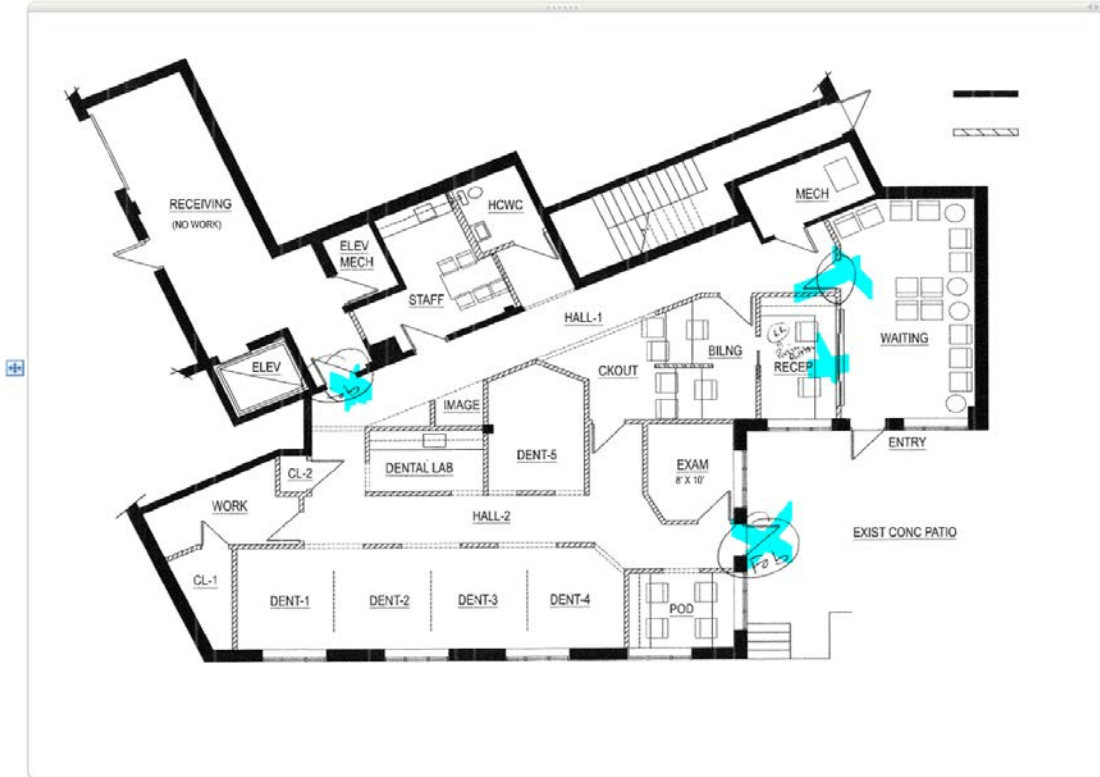 RECEIVING
(NO WORK)
ELEV
MECH
STAFF
HCWC
MECH
HALL-1
WAITING
BILNG
CKOUT
RECEP
ELEV
IMAGE
ENTRY
CL-2
DENTAL LAB
DENT-5
EXAM
8' X 10'
WORK
HALL-2
EXIST CONC PATIO
Fob
CL-1
DENT-1
DENT-2
DENT-3
DENT-4
POD